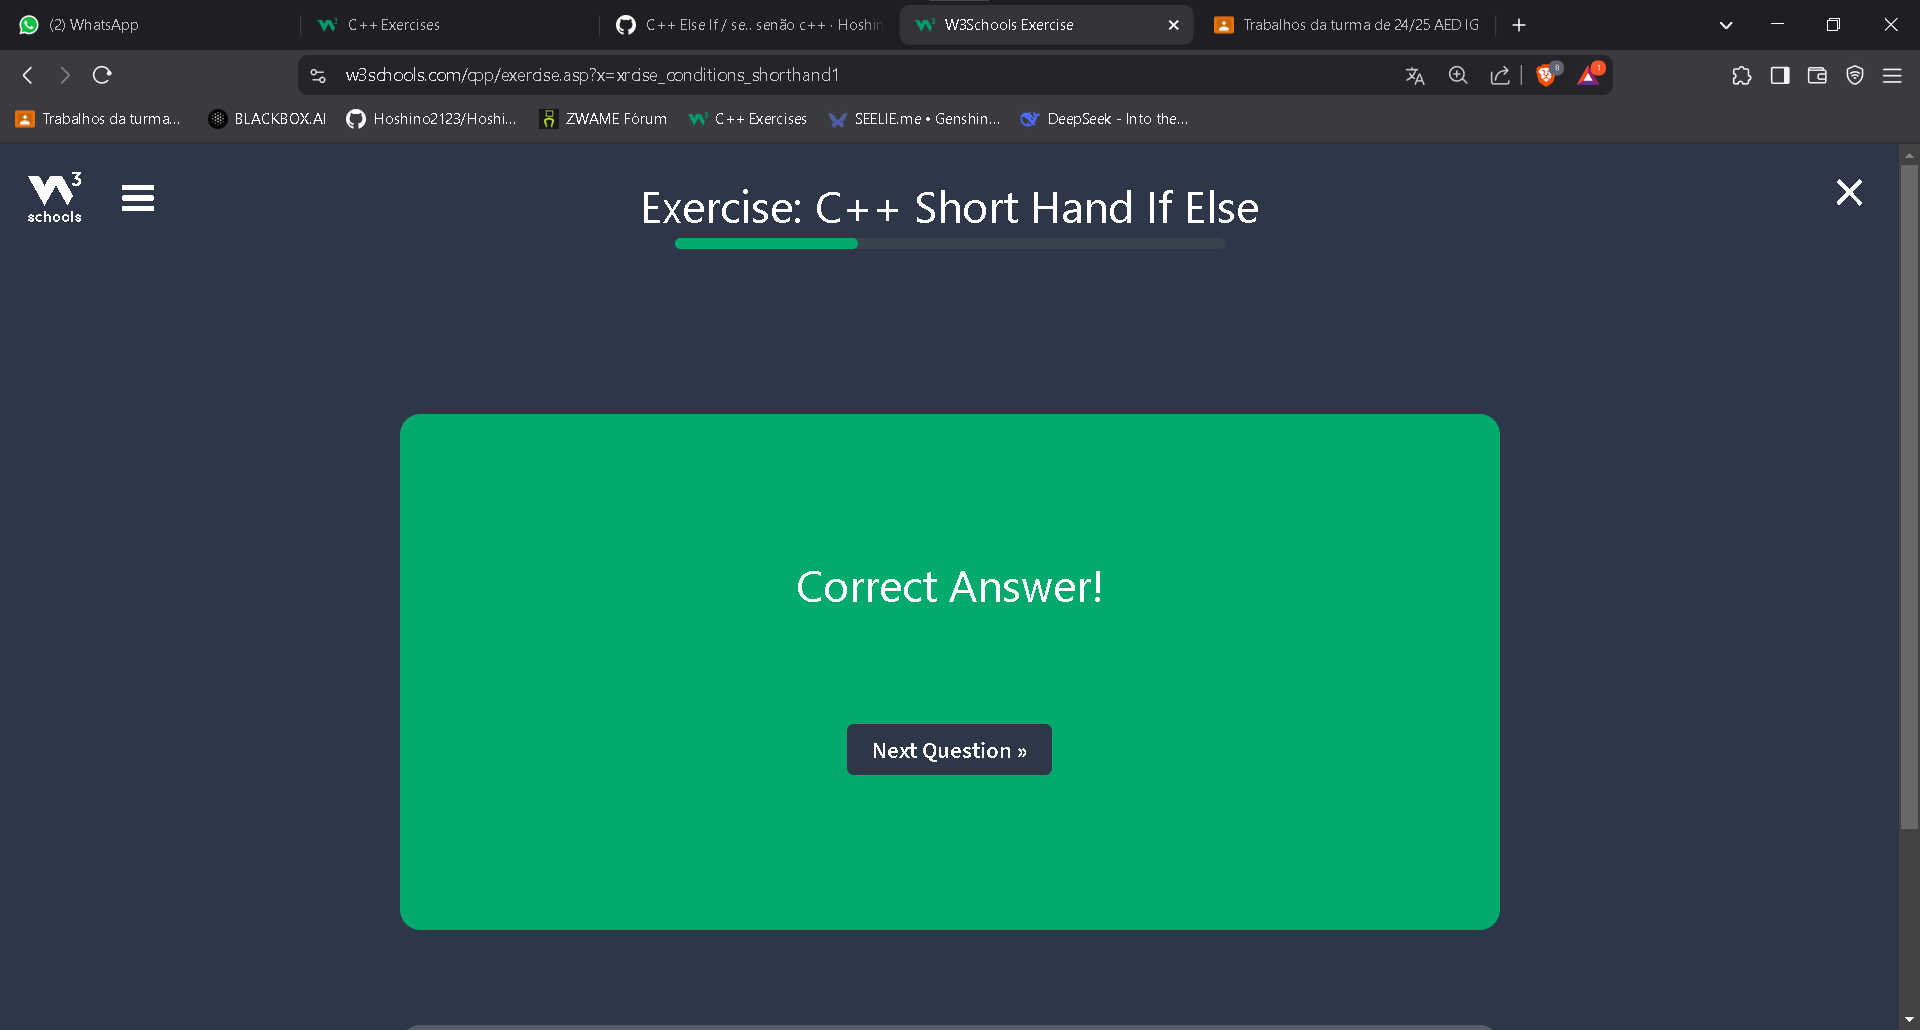 (2) WhatsApp
C++ Exercises
C++ Else If / se.. senão c++ · Hoshin
W3Schools Exercise
Trabalhos da turma de 24/25 AED IG
w3schools.com/cpp/exercise.asp?x=xrcise_conditions_shorthand1
8
1
Trabalhos da turma...
BLACKBOX.AI
Hoshino2123/Hoshi...
ZWAME Fórum
C++ Exercises
SEELIE.me • Genshin...
DeepSeek - Into the...
W3
schools
Exercise: C++ Short Hand If Else
Correct Answer!
Next Question »